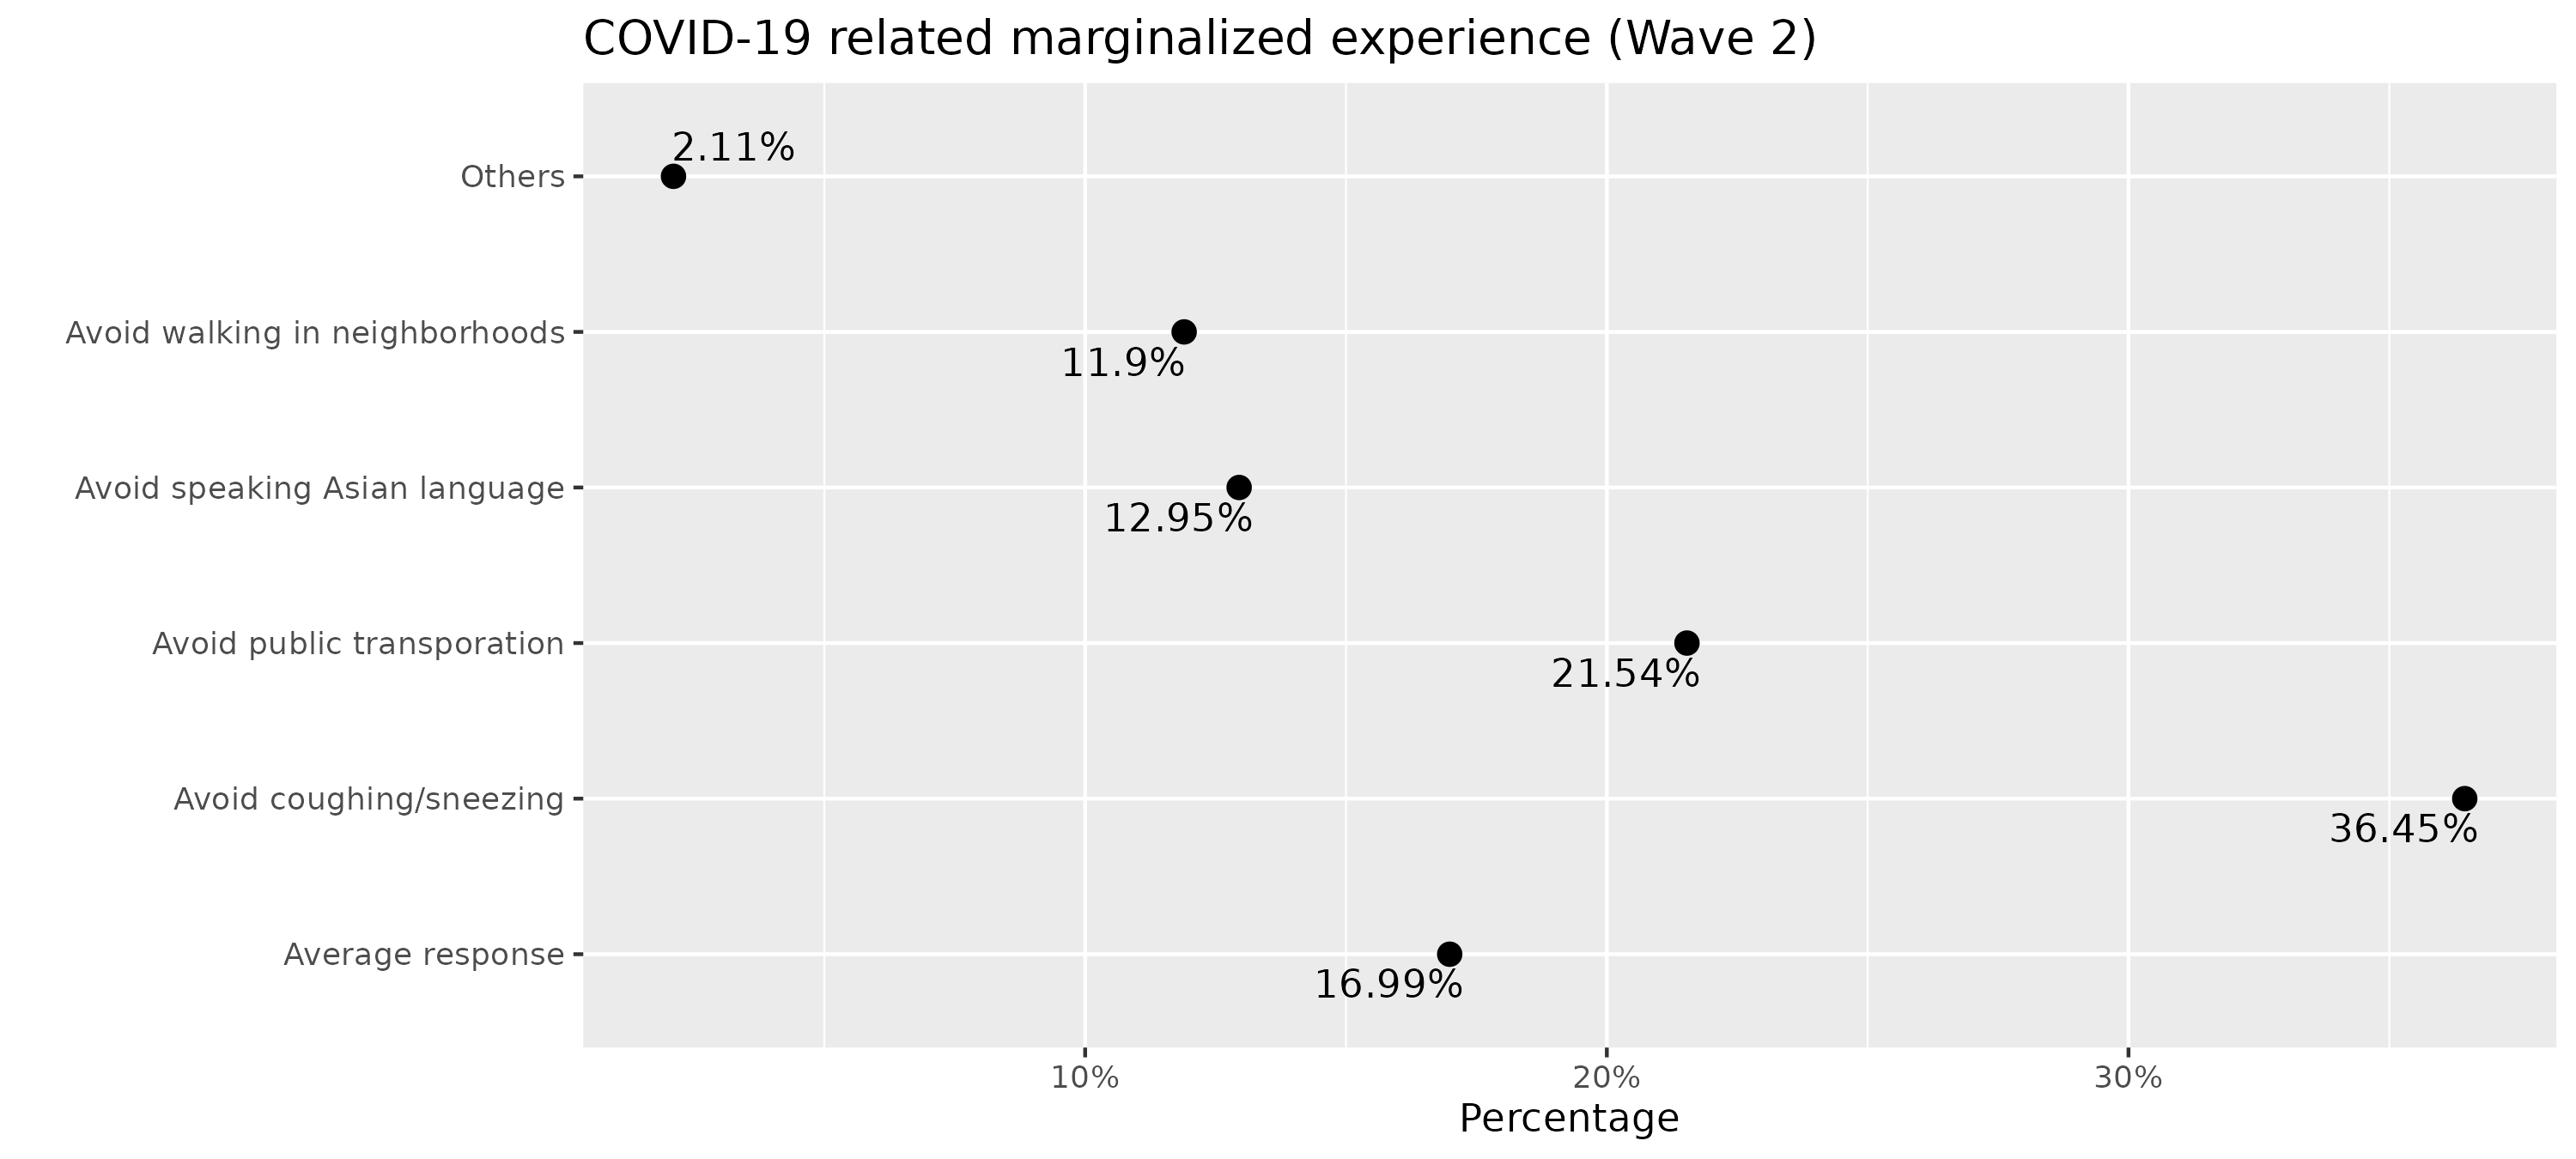 COVID-19 related marginalized experience (Wave 2)
Others
2.11%
Avoid walking in neighborhoods
11.9%
Avoid speaking Asian language
12.95%
Avoid public transporation
21.54%
Avoid coughing/sneezing
36.45%
Average response
16.99%
10%
20%
30%
Percentage